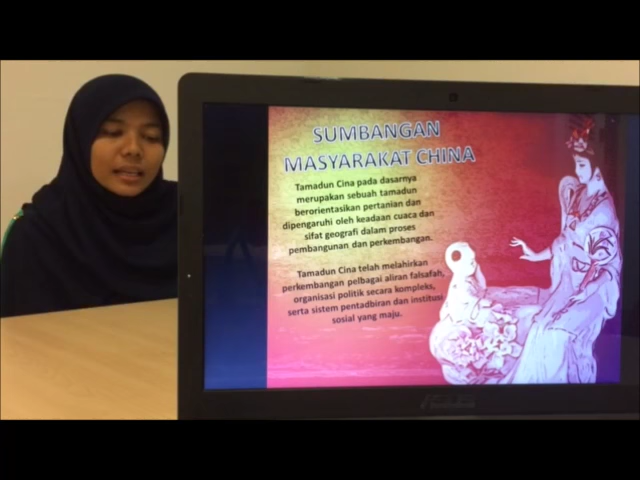 SUMBANGAN
MASYARAKAT CHINA
Tamadun Cina pada dasarnya
merupakan sebuah tamadun
berorientasikan pertanian dan
dipengaruhi oleh keadaan cuaca dan
sifat geografi dalam proses
pembangunan dan perkembangan.
Tamadun Cina telah melahirkan
perkembangan pelbagai aliran falsafah,
organisasi politik secara kompleks,
serta sistem pentadbiran dan institusi
sosial yang maju.
ASUS